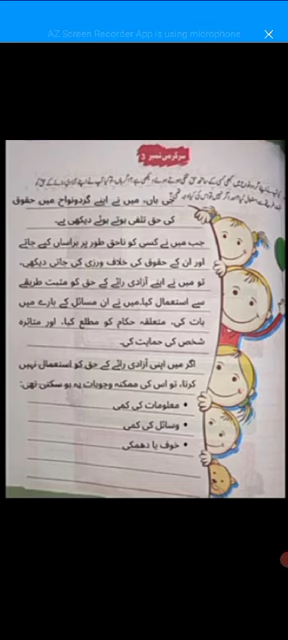 AZ Screen Recorder App is using microphone
سرگرمی نمبر 3
جی ہاں، میں نے اپنے گردونواح میں حقوق
کی حق تلفی ہوتے ہوئے دیکھی ہے۔
جب میں نے کسی کو ناحق طور پر ہراساں کیے جاتے
اور ان کے حقوق کی خلاف ورزی کی جاتی دیکھی،
تو میں نے اپنے آزادی رائے کے حق کو مثبت طریقے
سے استعمال کیا۔ میں نے ان مسائل کے بارے میں
بات کی، متعلقہ حکام کو مطلع کیا، اور متاثرہ
شخص کی حمایت کی۔
اگر میں اپنی آزادی رائے کے حق کو استعمال نہیں
کرتا، تو اس کی ممکنہ وجوہات یہ ہو سکتی تھیں:
• معلومات کی کمی
• وسائل کی کمی
• خوف یا دھمکی